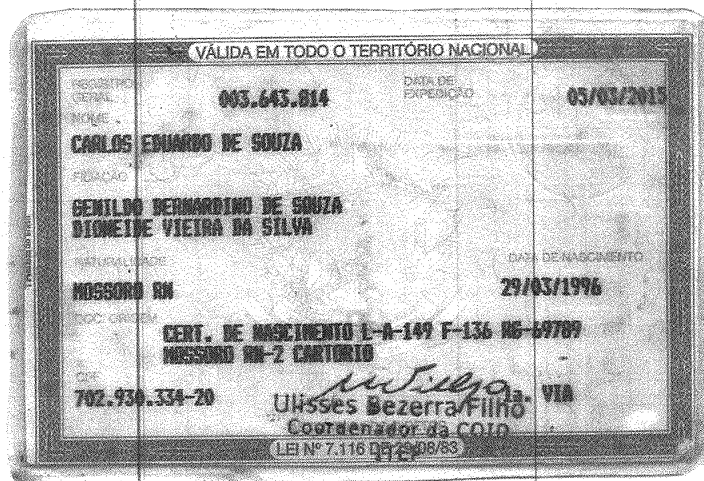 VÁLIDA EM TODO O TERRITÓRIO NACIONAL
REGISTRO GERAL 003.643.814 DATA DE EXPEDIÇÃO 05/03/2015
NOME
CARLOS EDUARDO DE SOUZA
FILIAÇÃO
GENILDO BERNARDINO DE SOUZA
DIONEIDE VIEIRA DA SILVA
NATURALIDADE DATA DE NASCIMENTO
MOSSORO RN 29/03/1996
DOC. ORIGEM
CERT. DE NASCIMENTO L-A-149 F-136 RG-69789
MOSSORO RN-2 CARTORIO
CPF
702.930.334-20 1a. VIA
Ulisses Bezerra Filho
Coordenador da COID
ITEP
LEI Nº 7.116 DE 29/08/83